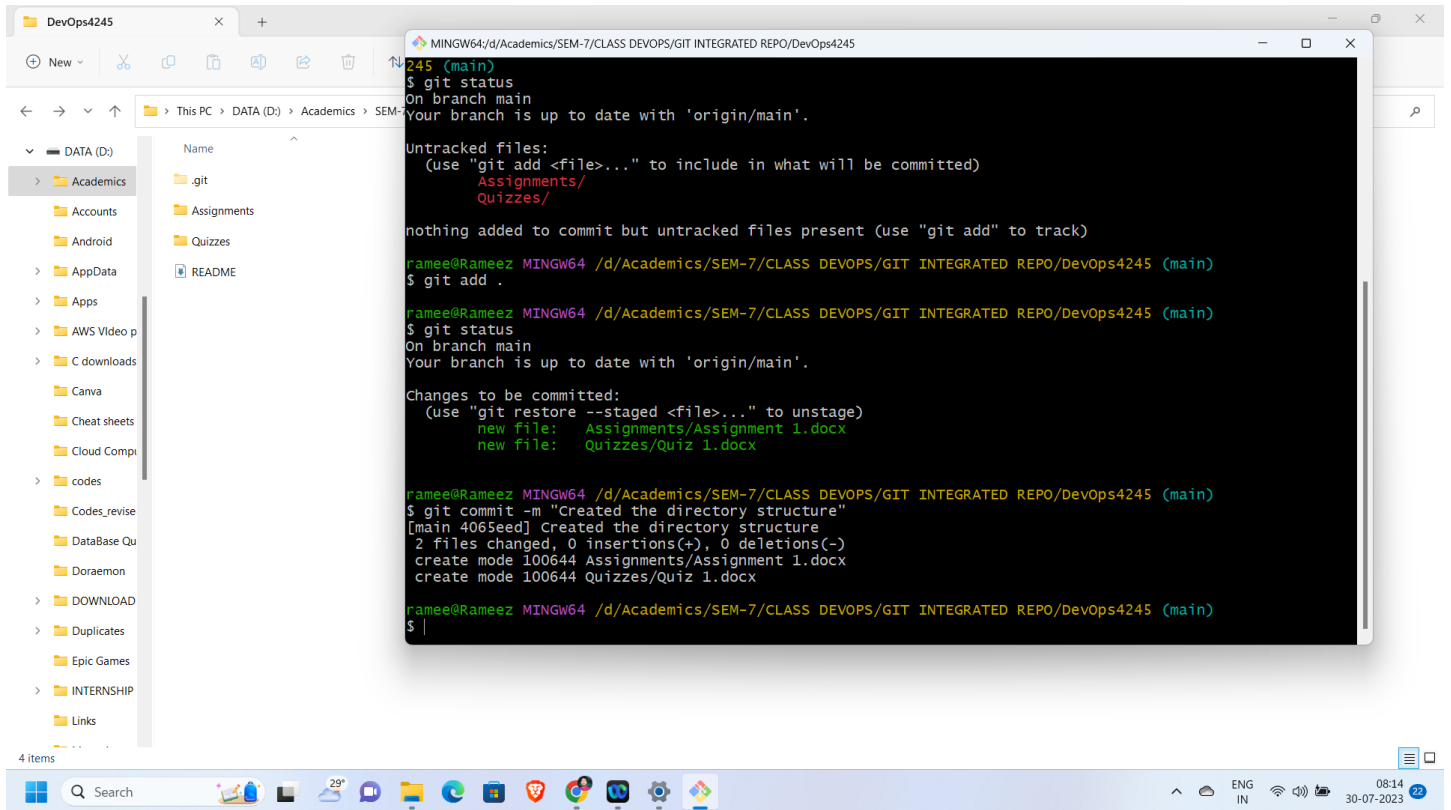 DevOps4245
New
This PC > DATA (D:) > Academics > SEM-7
DATA (D:)
Academics
Accounts
Android
AppData
Apps
AWS VIdeo p
C downloads
Canva
Cheat sheets
Cloud Compu
codes
Codes_revise
DataBase Qu
Doraemon
DOWNLOAD
Duplicates
Epic Games
INTERNSHIP
Links
Name
.git
Assignments
Quizzes
README
4 items
MINGW64:/d/Academics/SEM-7/CLASS DEVOPS/GIT INTEGRATED REPO/DevOps4245
245 (main)
$ git status
On branch main
Your branch is up to date with 'origin/main'.
Untracked files:
(use "git add <file>..." to include in what will be committed)
Assignments/
Quizzes/
nothing added to commit but untracked files present (use "git add" to track)
ramee@Rameez MINGW64 /d/Academics/SEM-7/CLASS DEVOPS/GIT INTEGRATED REPO/DevOps4245 (main)
$ git add .
ramee@Rameez MINGW64 /d/Academics/SEM-7/CLASS DEVOPS/GIT INTEGRATED REPO/DevOps4245 (main)
$ git status
On branch main
Your branch is up to date with 'origin/main'.
Changes to be committed:
(use "git restore --staged <file>..." to unstage)
new file:   Assignments/Assignment 1.docx
new file:   Quizzes/Quiz 1.docx
ramee@Rameez MINGW64 /d/Academics/SEM-7/CLASS DEVOPS/GIT INTEGRATED REPO/DevOps4245 (main)
$ git commit -m "Created the directory structure"
[main 4065eed] Created the directory structure
2 files changed, 0 insertions(+), 0 deletions(-)
create mode 100644 Assignments/Assignment 1.docx
create mode 100644 Quizzes/Quiz 1.docx
ramee@Rameez MINGW64 /d/Academics/SEM-7/CLASS DEVOPS/GIT INTEGRATED REPO/DevOps4245 (main)
$
Search
29°
ENG
IN
08:14
30-07-2023
22